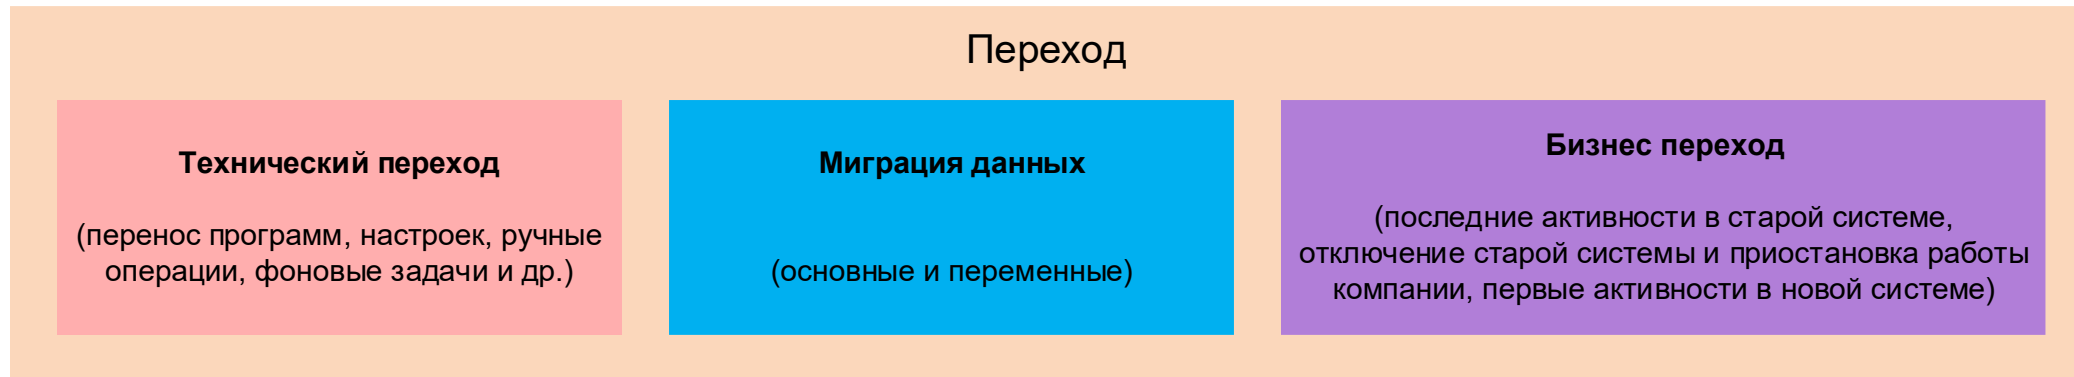 Переход
Технический переход
(перенос программ, настроек, ручные
операции, фоновые задачи и др.)
Миграция данных
(основные и переменные)
Бизнес переход
(последние активности в старой системе,
отключение старой системы и приостановка работы
компании, первые активности в новой системе)